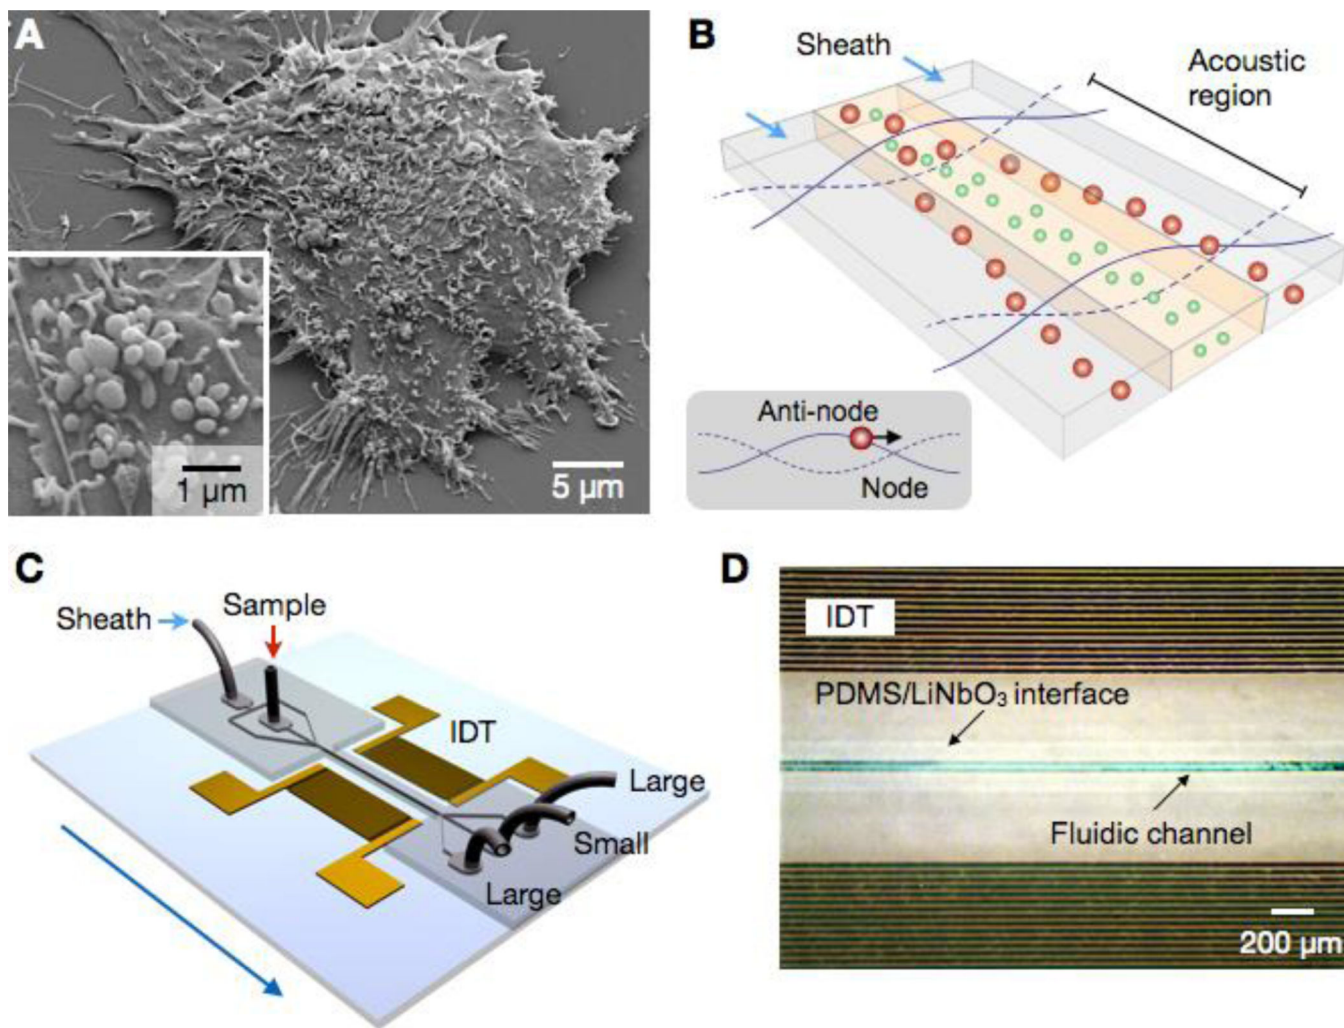 A
1 μm
5 μm
B
Sheath
Acoustic
region
Anti-node
Node
C
Sheath
Sample
IDT
Large
Small
Large
D
IDT
PDMS/LiNbO₃ interface
Fluidic channel
200 μm